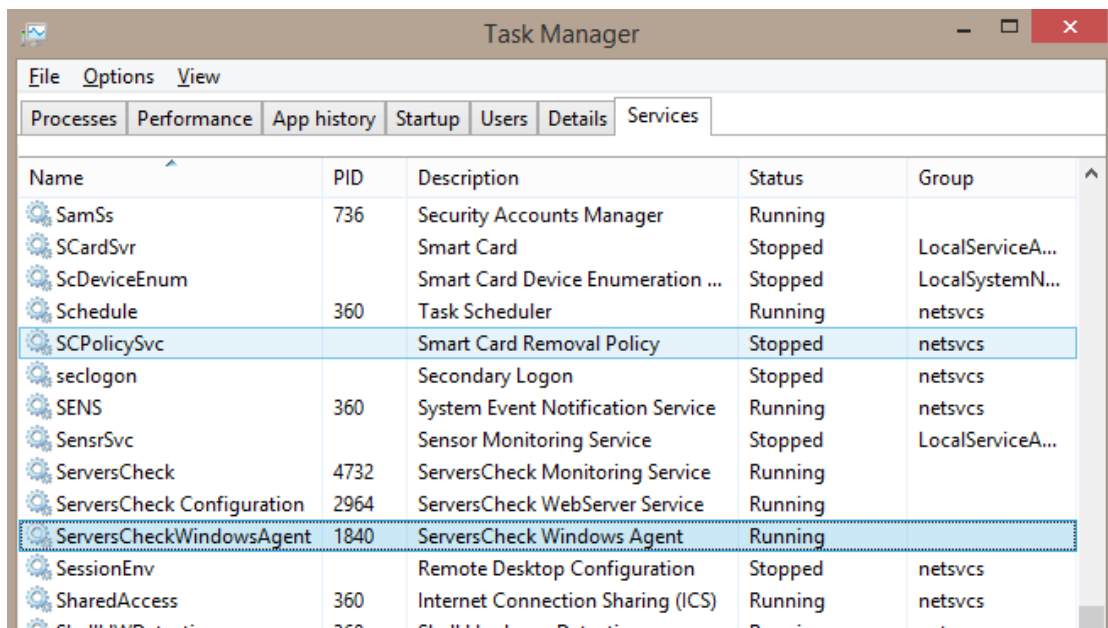 Task Manager
File Options View
Processes Performance App history Startup Users Details Services
Name PID Description Status Group
SamSs 736 Security Accounts Manager Running
SCardSvr Smart Card Stopped LocalServiceA...
ScDeviceEnum Smart Card Device Enumeration ... Stopped LocalSystemN...
Schedule 360 Task Scheduler Running netsvcs
SCPolicySvc Smart Card Removal Policy Stopped netsvcs
seclogon Secondary Logon Stopped netsvcs
SENS 360 System Event Notification Service Running netsvcs
SensrSvc Sensor Monitoring Service Stopped LocalServiceA...
ServersCheck 4732 ServersCheck Monitoring Service Running
ServersCheck Configuration 2964 ServersCheck WebServer Service Running
ServersCheckWindowsAgent 1840 ServersCheck Windows Agent Running
SessionEnv Remote Desktop Configuration Stopped netsvcs
SharedAccess 360 Internet Connection Sharing (ICS) Running netsvcs